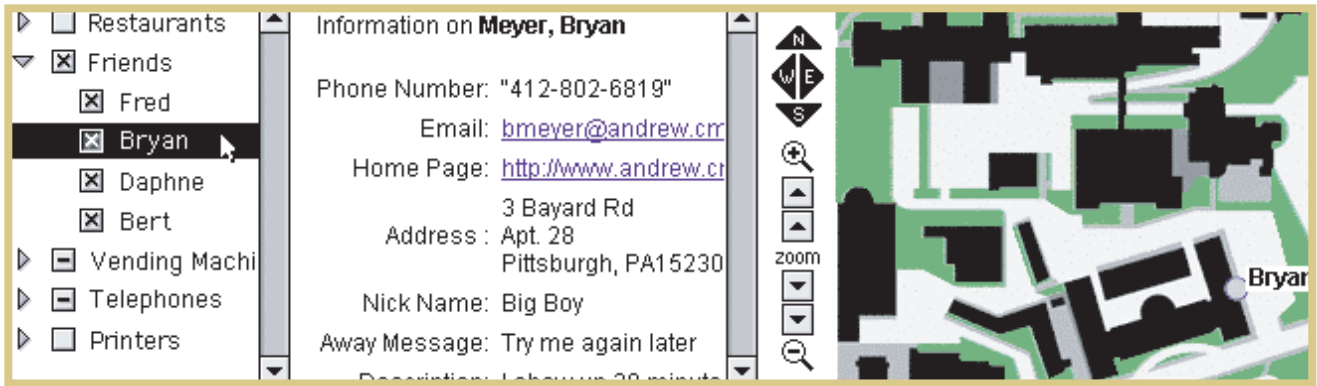 Restaurants
Friends
Fred
Bryan
Daphne
Bert
Vending Machi
Telephones
Printers
Information on Meyer, Bryan
Phone Number: "412-802-6819"
Email: bmeyer@andrew.cm
Home Page: http://www.andrew.cr
3 Bayard Rd
Address : Apt. 28
Pittsburgh, PA15230
Nick Name: Big Boy
Away Message: Try me again later
N
W E
S
zoom
Bryan